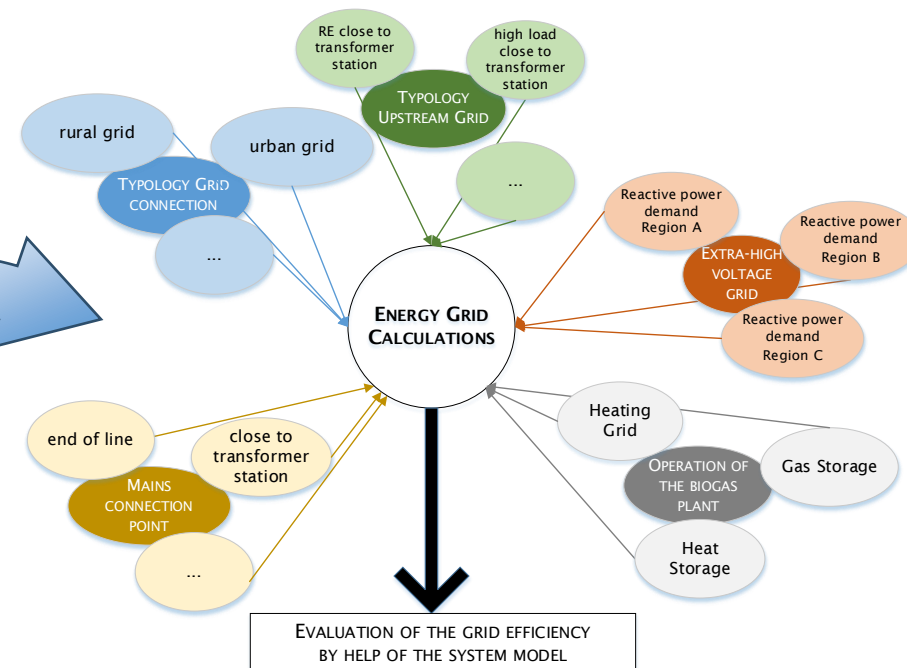 RE close to
transformer
station
high load
close to
transformer
station
TYPOLOGY
UPSTREAM GRID
...
rural grid
urban grid
TYPOLOGY GRID
CONNECTION
...
Reactive power
demand
Region A
Reactive power
demand
Region B
EXTRA-HIGH
VOLTAGE
GRID
Reactive power
demand
Region C
ENERGY GRID
CALCULATIONS
end of line
close to
transformer
station
MAINS
CONNECTION
POINT
...
Heating
Grid
Gas Storage
OPERATION OF
THE BIOGAS
PLANT
Heat
Storage
EVALUATION OF THE GRID EFFICIENCY
BY HELP OF THE SYSTEM MODEL